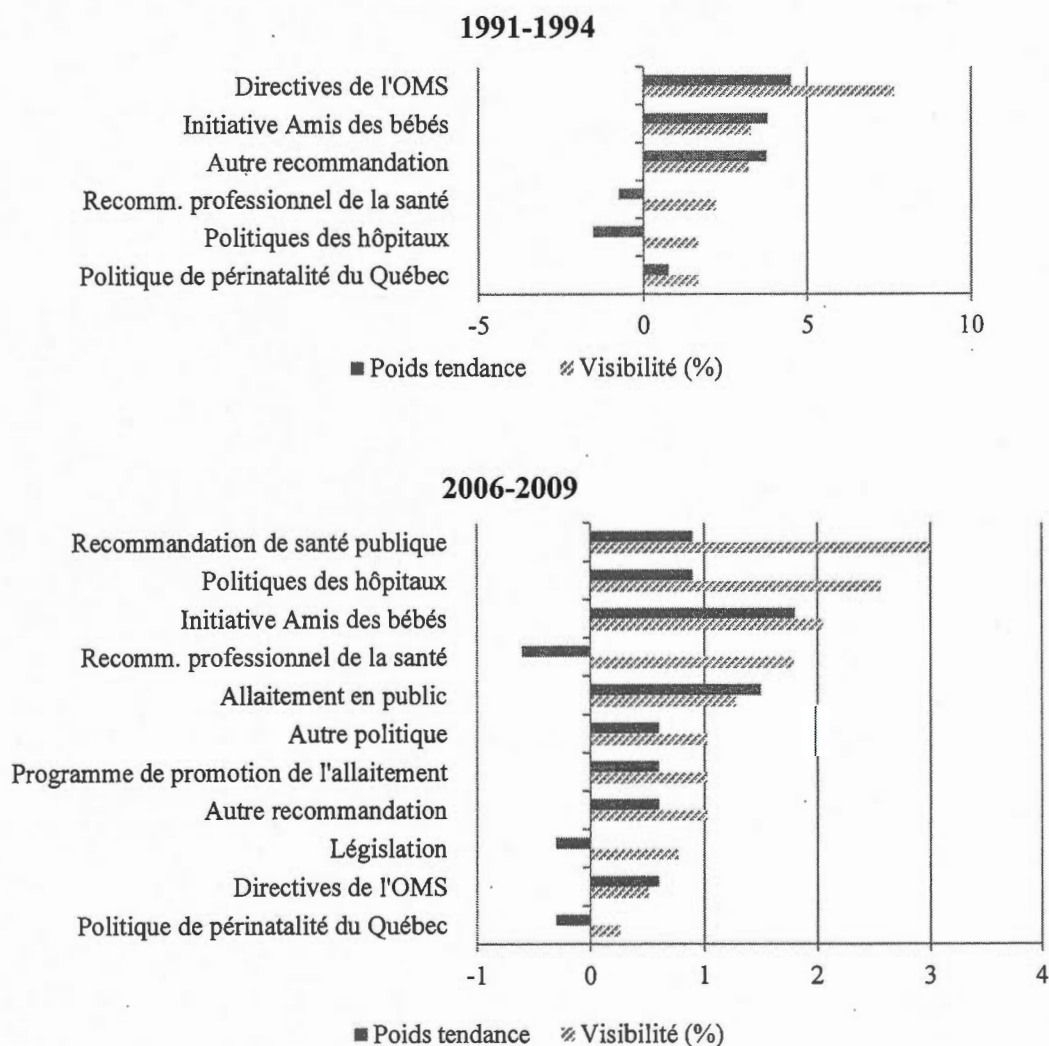 1991-1994
Directives de l'OMS
Initiative Amis des bébés
Autre recommandation
Recomm. professionnel de la santé
Politiques des hôpitaux
Politique de périnatalité du Québec
-5 0 5 10
Poids tendance Visibilité (%)
2006-2009
Recommandation de santé publique
Politiques des hôpitaux
Initiative Amis des bébés
Recomm. professionnel de la santé
Allaitement en public
Autre politique
Programme de promotion de l'allaitement
Autre recommandation
Législation
Directives de l'OMS
Politique de périnatalité du Québec
-1 0 1 2 3 4
Poids tendance Visibilité (%)